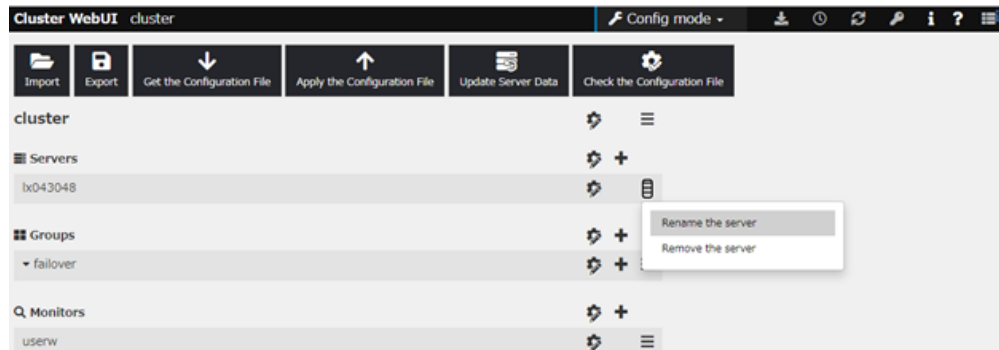 Cluster WebUI cluster Config mode
Import Export Get the Configuration File Apply the Configuration File Update Server Data Check the Configuration File
cluster
Servers
lx043048
Rename the server
Remove the server
Groups
failover
Monitors
userw